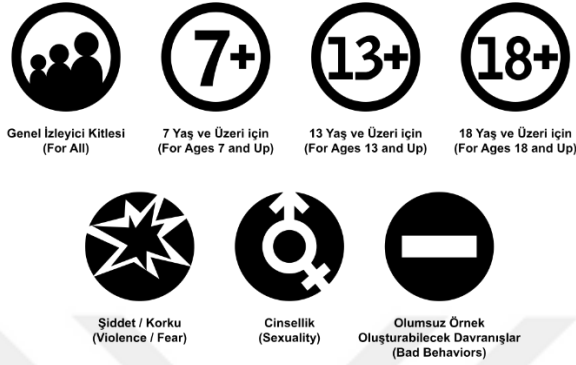 7+ 13+ 18+
Genel İzleyici Kitlesi
(For All)
7 Yaş ve Üzeri için
(For Ages 7 and Up)
13 Yaş ve Üzeri için
(For Ages 13 and Up)
18 Yaş ve Üzeri için
(For Ages 18 and Up)
Şiddet / Korku
(Violence / Fear)
Cinsellik
(Sexuality)
Olumsuz Örnek
Oluşturabilecek Davranışlar
(Bad Behaviors)